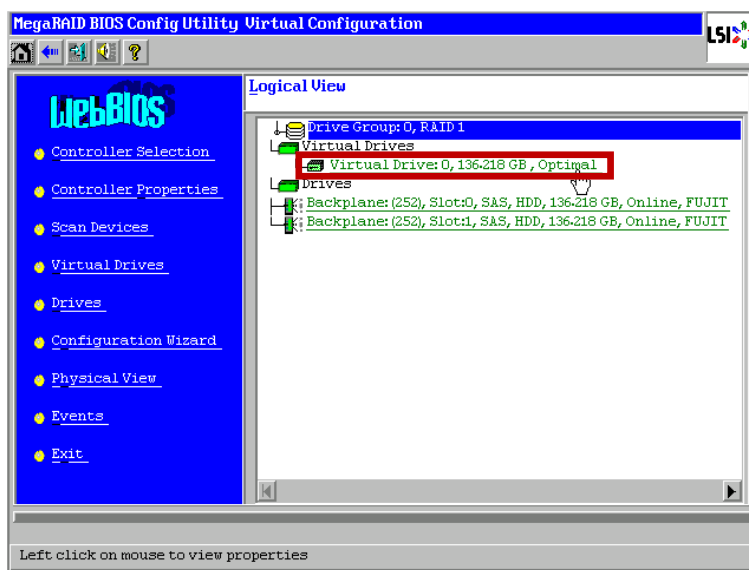 MegaRAID BIOS Config Utility Virtual Configuration
LSI
WebBIOS
Controller Selection
Controller Properties
Scan Devices
Virtual Drives
Drives
Configuration Wizard
Physical View
Events
Exit
Logical View
Drive Group: 0, RAID 1
Virtual Drives
Virtual Drive: 0, 136.218 GB , Optimal
Drives
Backplane: (252), Slot:0, SAS, HDD, 136.218 GB, Online, FUJIT
Backplane: (252), Slot:1, SAS, HDD, 136.218 GB, Online, FUJIT
Left click on mouse to view properties